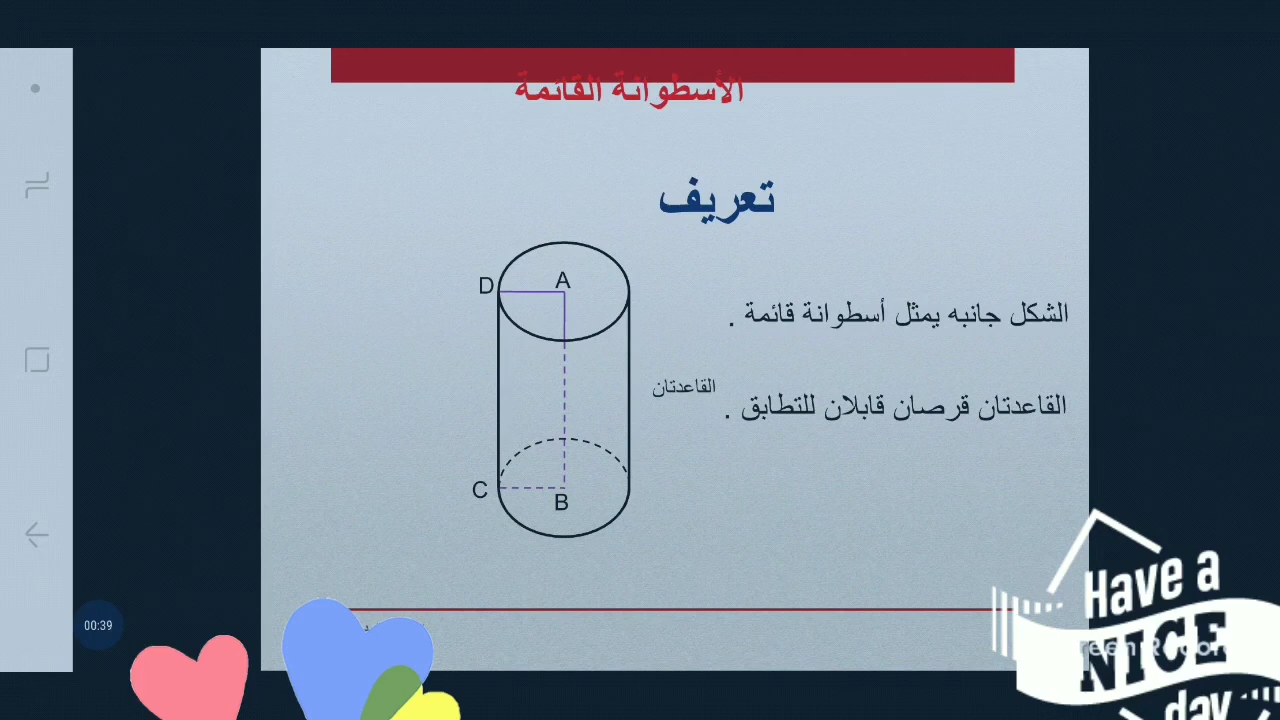 الأسطوانة القائمة
تعريف
D
A
الشكل جانبه يمثل أسطوانة قائمة .
القاعدتان
القاعدتان قرصان قابلان للتطابق .
C
B
00:39
Have a
NICE
day